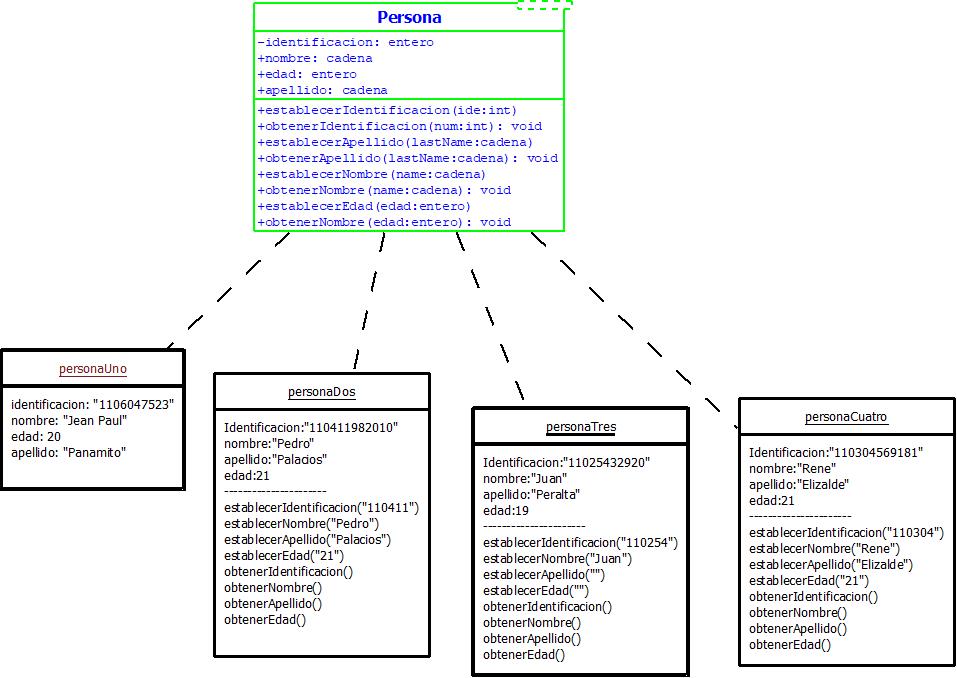 Persona
-identificacion: entero
+nombre: cadena
+edad: entero
+apellido: cadena
+establecerIdentificacion(ide:int)
+obtenerIdentificacion(num:int): void
+establecerApellido(lastName:cadena)
+obtenerApellido(lastName:cadena): void
+establecerNombre(name:cadena)
+obtenerNombre(name:cadena): void
+establecerEdad(edad:entero)
+obtenerNombre(edad:entero): void
personaUno
identificacion: "1106047523"
nombre: "Jean Paul"
edad: 20
apellido: "Panamito"
personaDos
Identificacion:"110411982010"
nombre:"Pedro"
apellido:"Palacios"
edad:21
----------------------
establecerIdentificacion("110411")
establecerNombre("Pedro")
establecerApellido("Palacios")
establecerEdad("21")
obtenerIdentificacion()
obtenerNombre()
obtenerApellido()
obtenerEdad()
personaTres
Identificacion:"11025432920"
nombre:"Juan"
apellido:"Peralta"
edad:19
----------------------
establecerIdentificacion("110254")
establecerNombre("Juan")
establecerApellido("")
establecerEdad("")
obtenerIdentificacion()
obtenerNombre()
obtenerApellido()
obtenerEdad()
personaCuatro
Identificacion:"110304569181"
nombre:"Rene"
apellido:"Elizalde"
edad:21
----------------------
establecerIdentificacion("110304")
establecerNombre("Rene")
establecerApellido("Elizalde")
establecerEdad("21")
obtenerIdentificacion()
obtenerNombre()
obtenerApellido()
obtenerEdad()